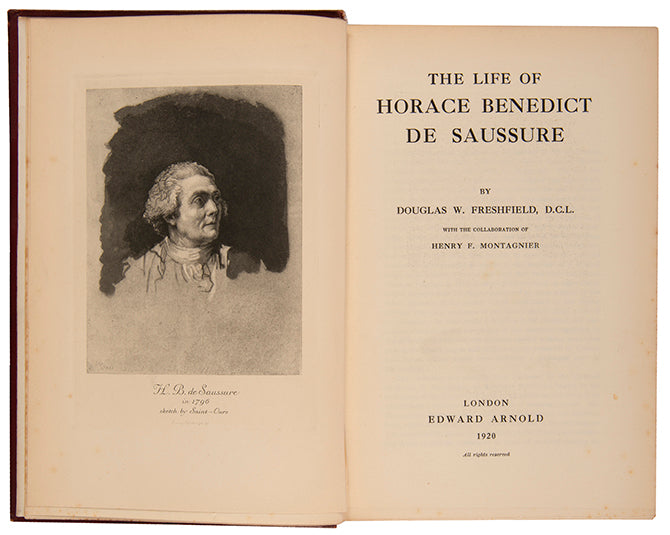 H. B. de Saussure
in 1796
sketch by Saint-Ours
THE LIFE OF
HORACE BENEDICT
DE SAUSSURE
BY
DOUGLAS W. FRESHFIELD, D.C.L.
WITH THE COLLABORATION OF
HENRY F. MONTAGNIER
LONDON
EDWARD ARNOLD
1920
All rights reserved